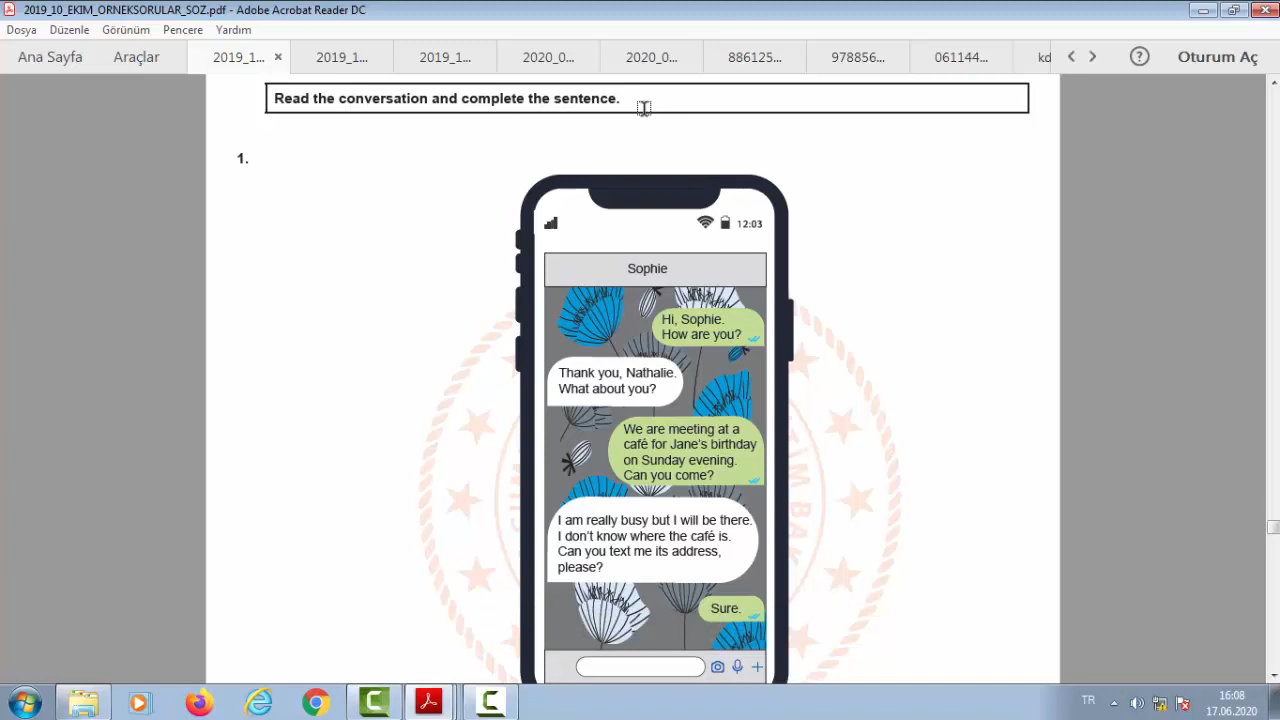 2019_10_EKIM_ORNEKSORULAR_SOZ.pdf - Adobe Acrobat Reader DC
Dosya Düzenle Görünüm Pencere Yardım
Ana Sayfa Araçlar 2019_1... × 2019_1... 2019_1... 2020_0... 2020_0... 886125... 978856... 061144... kd Oturum Aç
Read the conversation and complete the sentence.
1.
12:03
Sophie
Hi, Sophie.
How are you?
Thank you, Nathalie.
What about you?
We are meeting at a
café for Jane's birthday
on Sunday evening.
Can you come?
I am really busy but I will be there.
I don't know where the café is.
Can you text me its address,
please?
Sure.
TR 16:08
17.06.2020